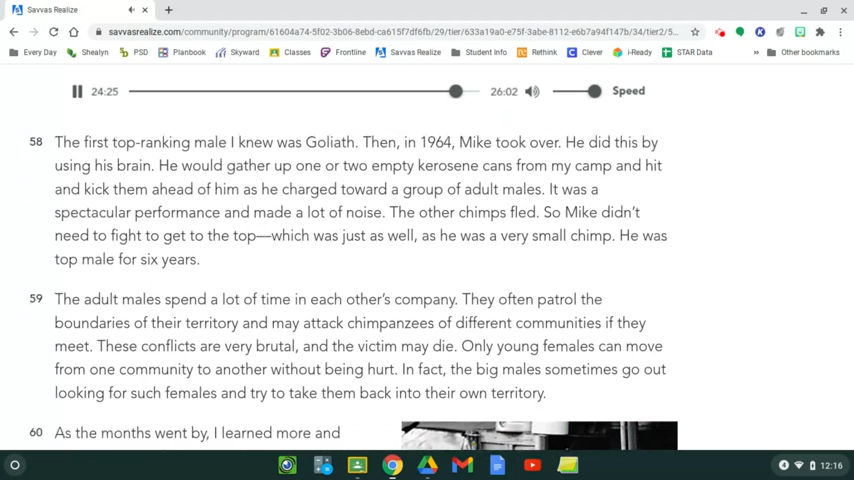 Savvas Realize
savvasrealize.com/community/program/61604a74-5f02-3b06-8ebd-ca615f7df6fb/29/tier/633a19a0-e75f-3abe-8112-e6b7a94f147b/34/tier2/5...
Every Day Shealyn PSD Planbook Skyward Classes Frontline Savvas Realize Student Info Rethink Clever i-Ready STAR Data » Other bookmarks
24:25 26:02 Speed
58 The first top-ranking male I knew was Goliath. Then, in 1964, Mike took over. He did this by
using his brain. He would gather up one or two empty kerosene cans from my camp and hit
and kick them ahead of him as he charged toward a group of adult males. It was a
spectacular performance and made a lot of noise. The other chimps fled. So Mike didn't
need to fight to get to the top—which was just as well, as he was a very small chimp. He was
top male for six years.
59 The adult males spend a lot of time in each other's company. They often patrol the
boundaries of their territory and may attack chimpanzees of different communities if they
meet. These conflicts are very brutal, and the victim may die. Only young females can move
from one community to another without being hurt. In fact, the big males sometimes go out
looking for such females and try to take them back into their own territory.
60 As the months went by, I learned more and
4 12:16